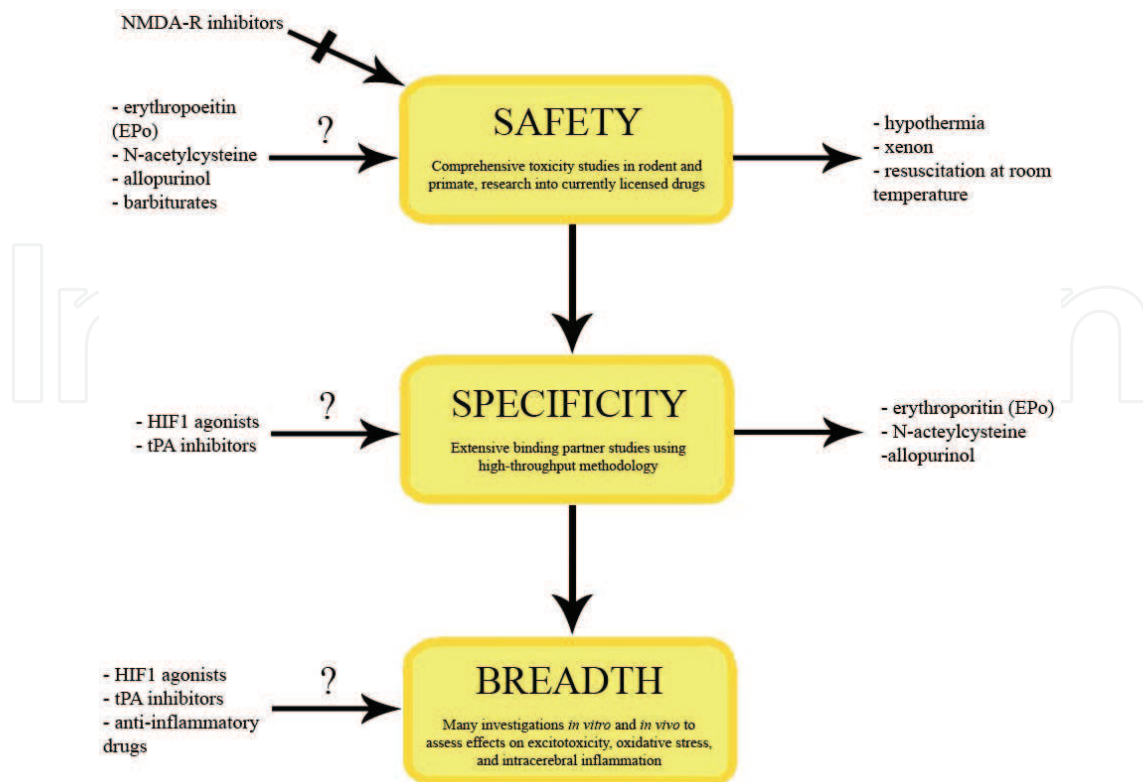 NMDA-R inhibitors
- erythropoeitin
(EPo)
- N-acetylcysteine
- allopurinol
- barbiturates
?
SAFETY
Comprehensive toxicity studies in rodent and
primate, research into currently licensed drugs
- hypothermia
- xenon
- resuscitation at room
temperature
- HIF1 agonists
- tPA inhibitors
?
SPECIFICITY
Extensive binding partner studies using
high-throughput methodology
- erythroporitin (EPo)
- N-acteylcysteine
-allopurinol
- HIF1 agonists
- tPA inhibitors
- anti-inflammatory
drugs
?
BREADTH
Many investigations in vitro and in vivo to
assess effects on excitotoxicity, oxidative stress,
and intracerebral inflammation